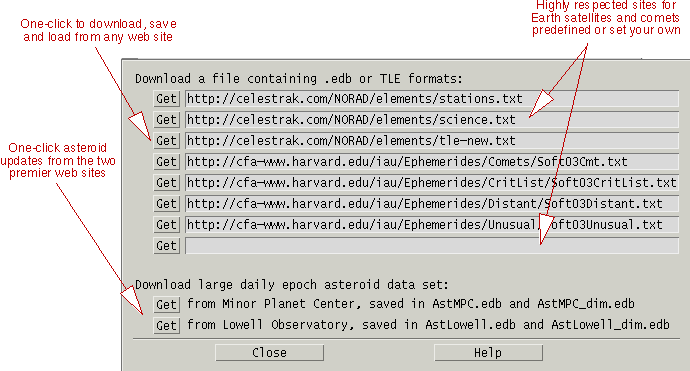 One-click to download, save
and load from any web site
Highly respected sites for
Earth satellites and comets
predefined or set your own
Download a file containing .edb or TLE formats:
Get http://celestrak.com/NORAD/elements/stations.txt
Get http://celestrak.com/NORAD/elements/science.txt
Get http://celestrak.com/NORAD/elements/tle-new.txt
One-click asteroid
updates from the two
premier web sites
Get http://cfa-www.harvard.edu/iau/Ephemerides/Comets/Soft03Cmt.txt
Get http://cfa-www.harvard.edu/iau/Ephemerides/CritList/Soft03CritList.txt
Get http://cfa-www.harvard.edu/iau/Ephemerides/Distant/Soft03Distant.txt
Get http://cfa-www.harvard.edu/iau/Ephemerides/Unusual/Soft03Unusual.txt
Get
Download large daily epoch asteroid data set:
Get from Minor Planet Center, saved in AstMPC.edb and AstMPC_dim.edb
Get from Lowell Observatory, saved in AstLowell.edb and AstLowell_dim.edb
Close Help